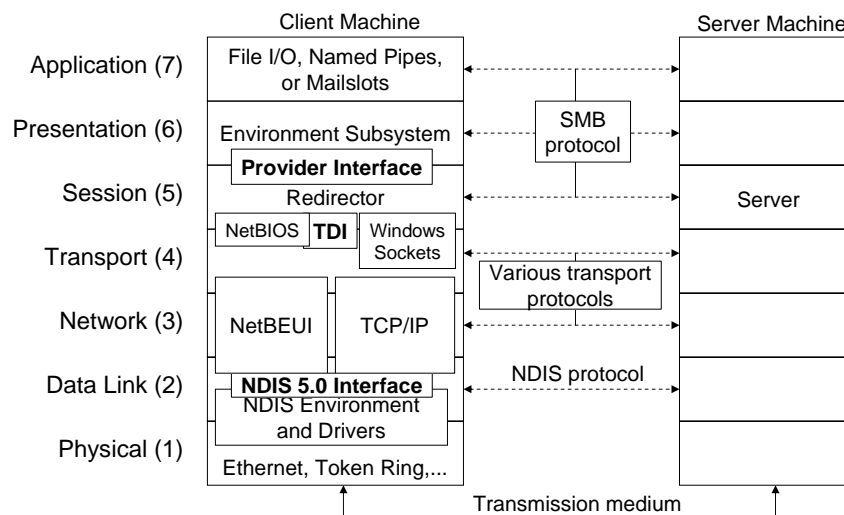 Client Machine
Server Machine
Application (7)
File I/O, Named Pipes,
or Mailslots
Presentation (6)
Environment Subsystem
SMB
protocol
Provider Interface
Session (5)
Redirector
Server
NetBIOS
TDI
Windows
Sockets
Transport (4)
Various transport
protocols
Network (3)
NetBEUI
TCP/IP
Data Link (2)
NDIS 5.0 Interface
NDIS protocol
NDIS Environment
and Drivers
Physical (1)
Ethernet, Token Ring,...
Transmission medium